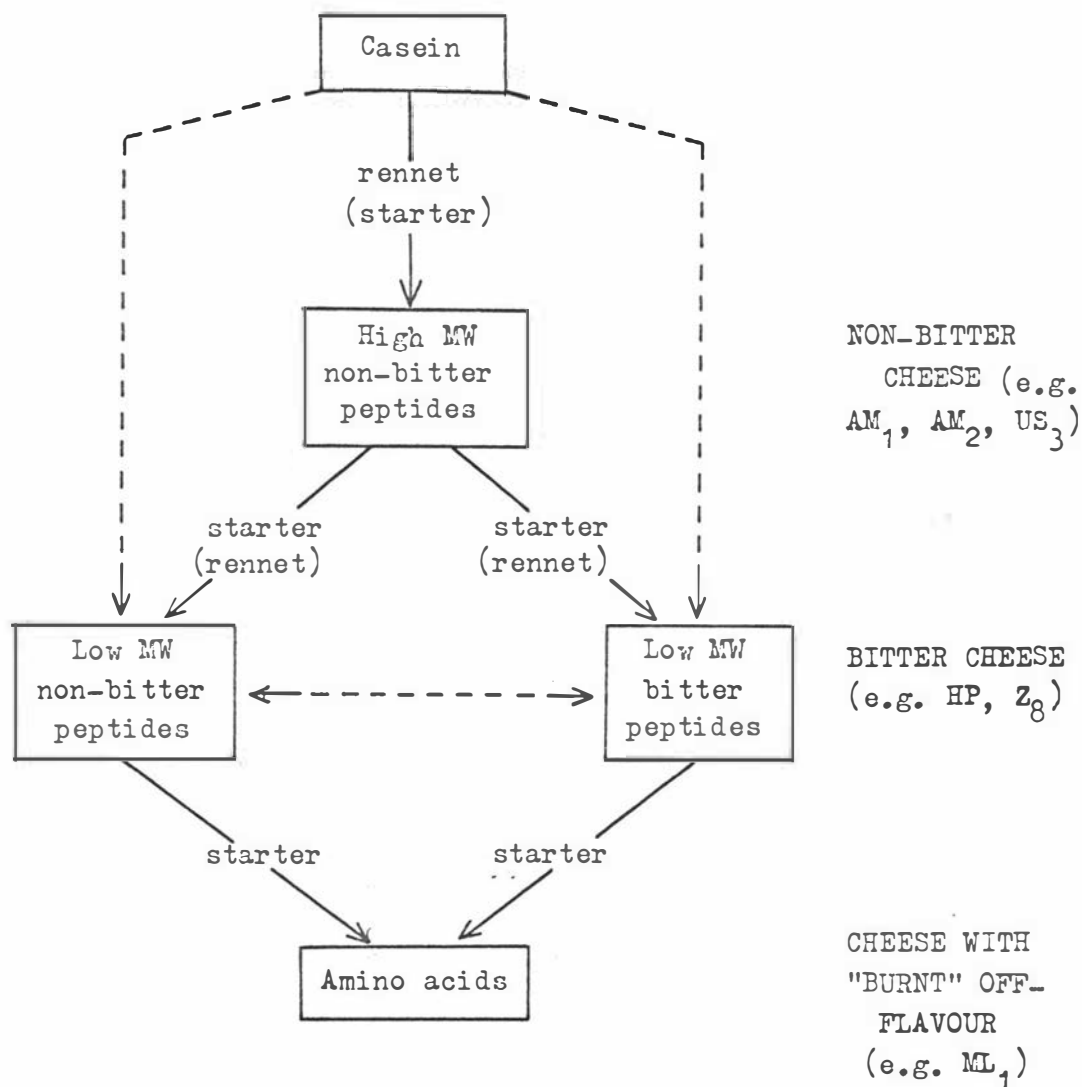 Casein
rennet
(starter)
High MW
non-bitter
peptides
NON-BITTER
CHEESE (e.g.
AM₁, AM₂, US₃)
starter
(rennet)
starter
(rennet)
Low MW
non-bitter
peptides
Low MW
bitter
peptides
BITTER CHEESE
(e.g. HP, Z₈)
starter
starter
Amino acids
CHEESE WITH
"BURNT" OFF-
FLAVOUR
(e.g. ML₁)